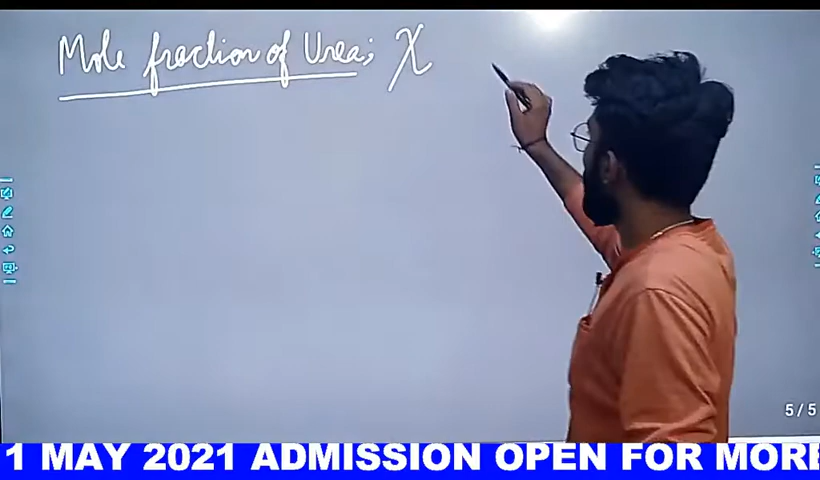 Mole fraction of Urea; X
5/5
1 MAY 2021 ADMISSION OPEN FOR MORE